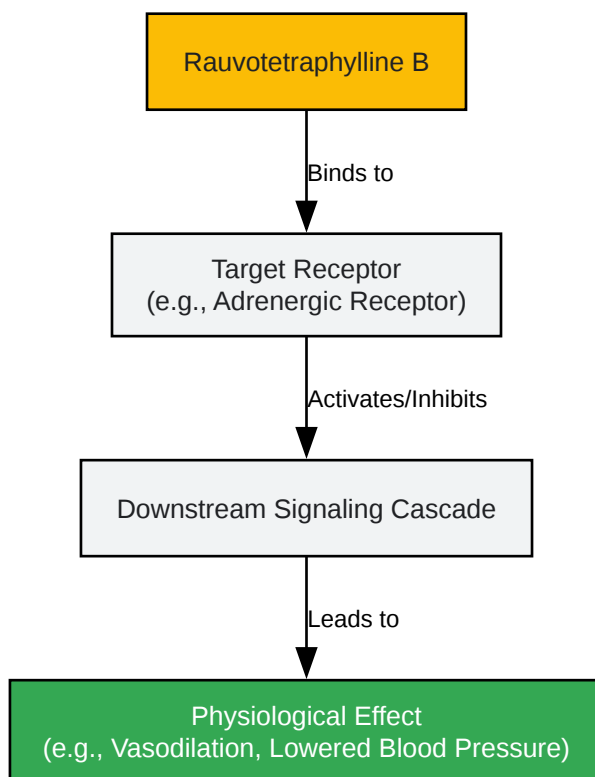 Rauvotetraphylline B
Binds to
Target Receptor
(e.g., Adrenergic Receptor)
Activates/Inhibits
Downstream Signaling Cascade
Leads to
Physiological Effect
(e.g., Vasodilation, Lowered Blood Pressure)